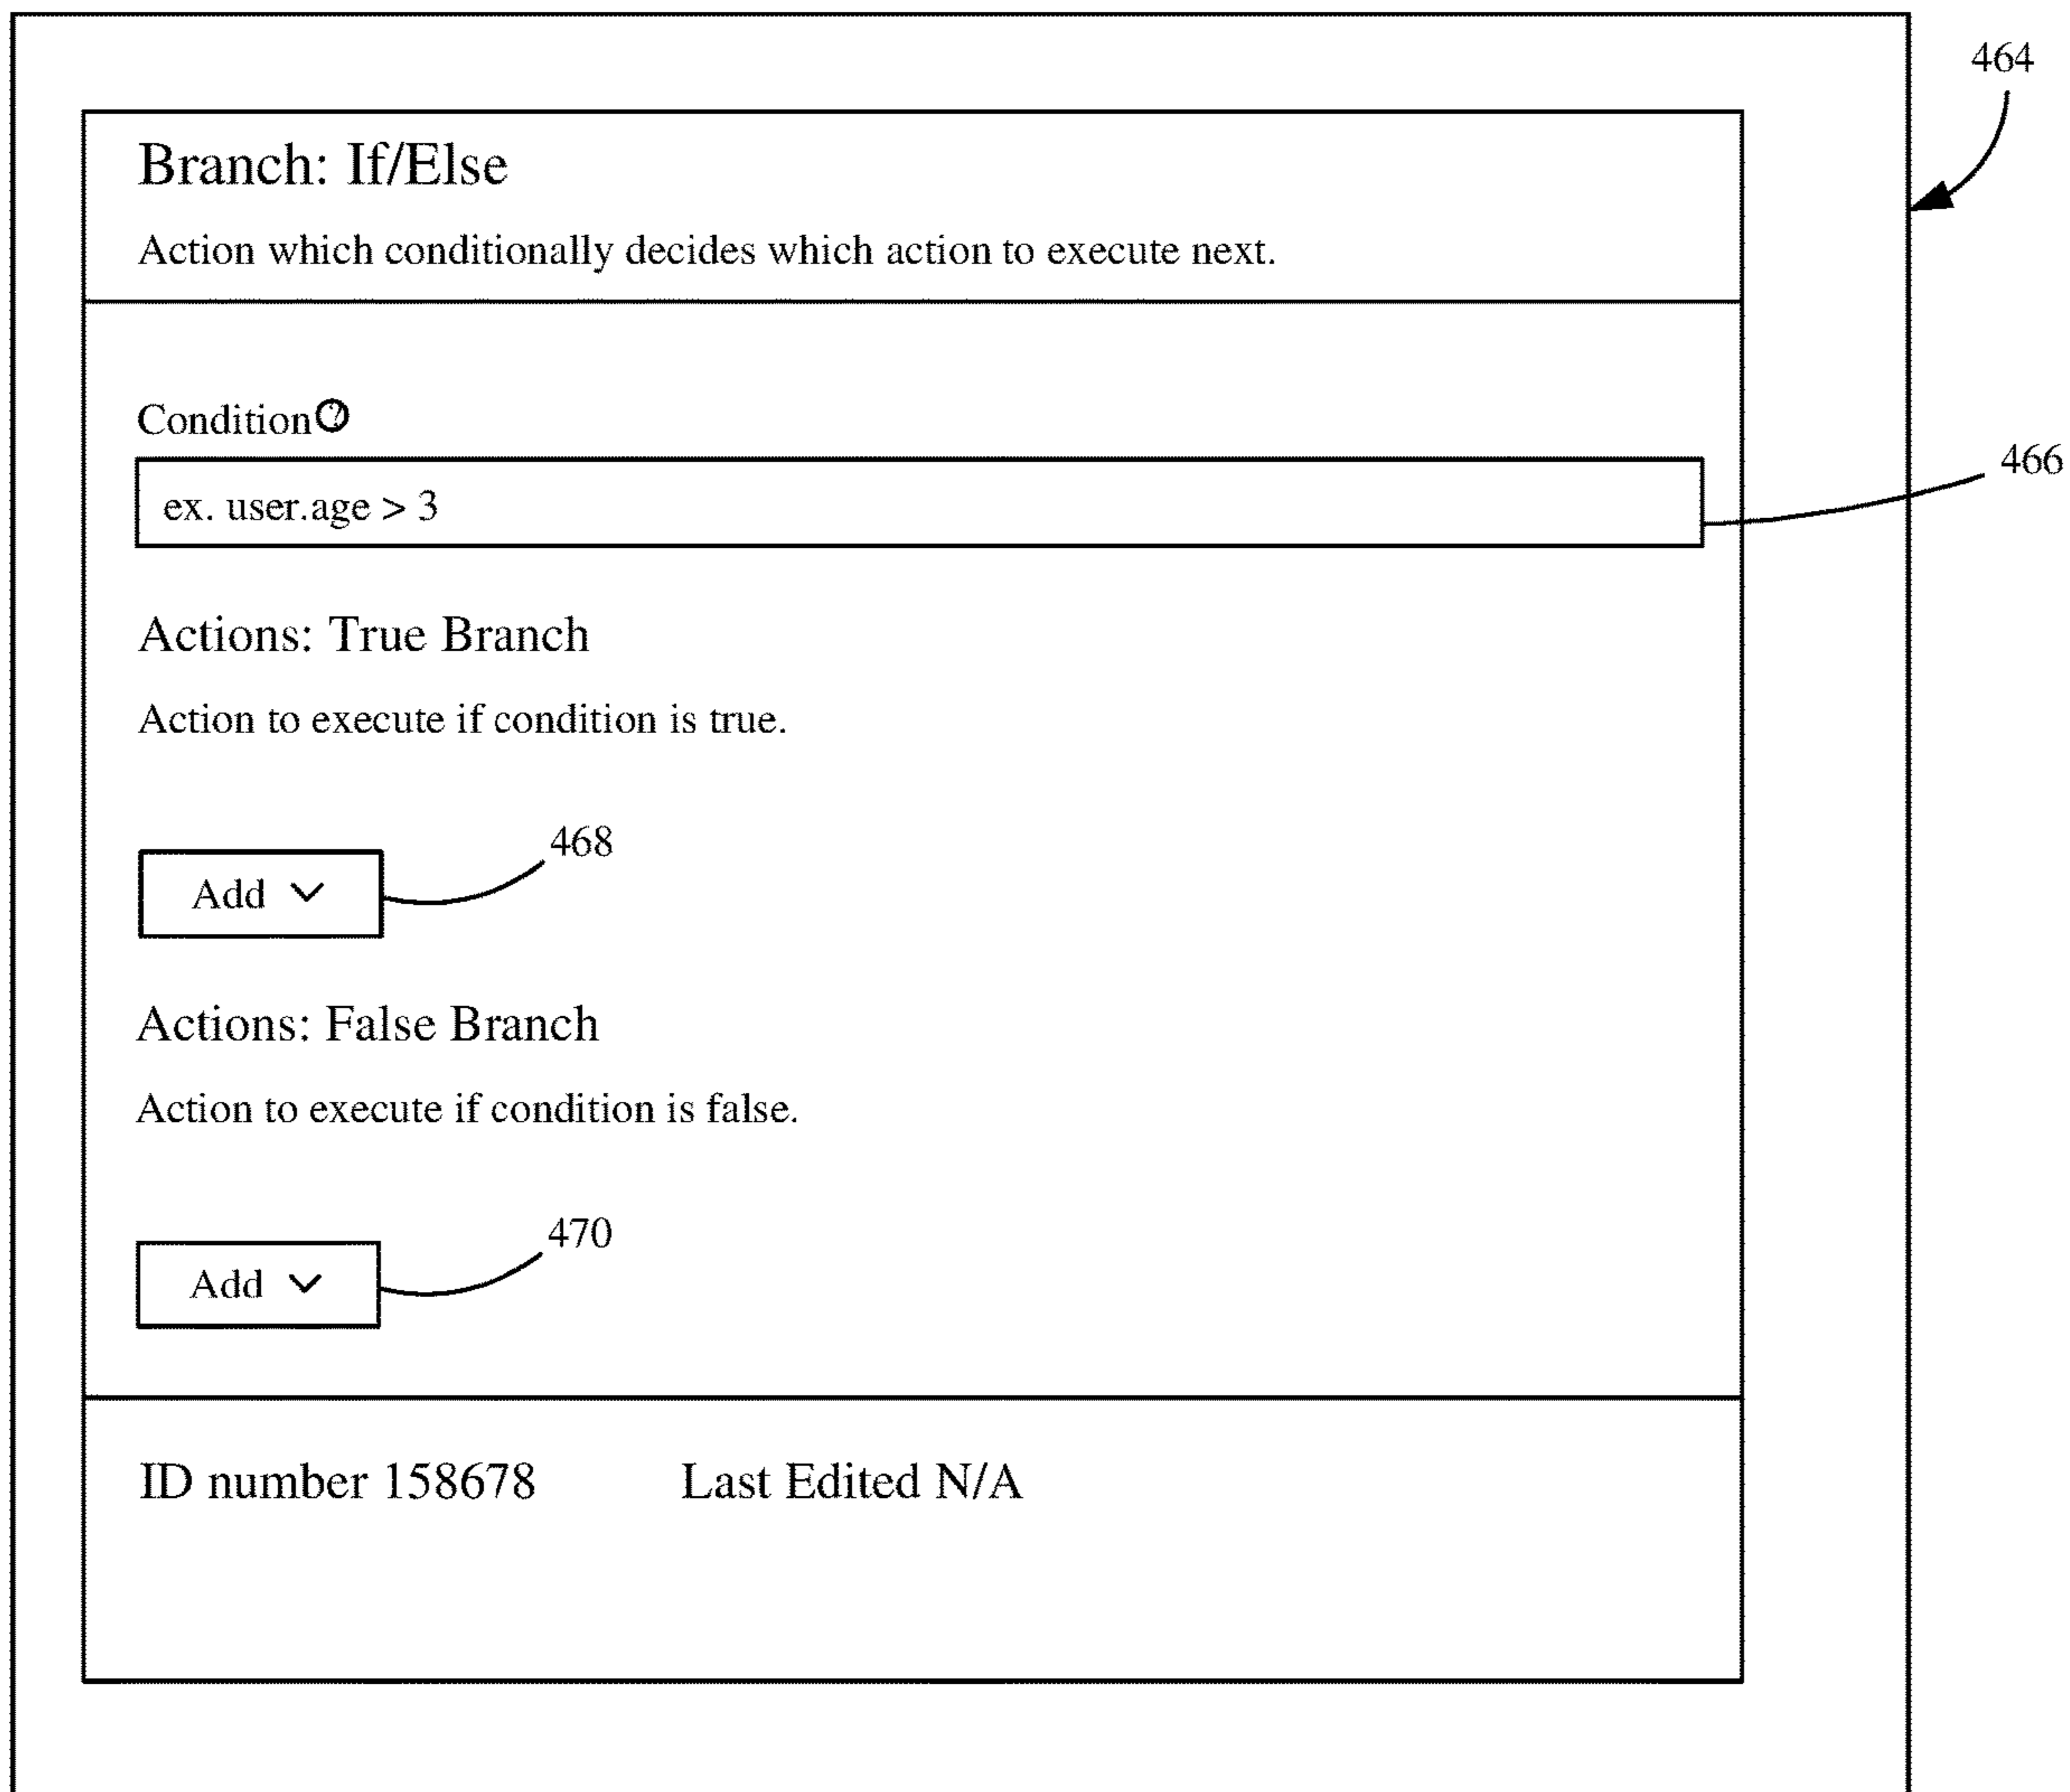 464
Branch: If/Else
Action which conditionally decides which action to execute next.
Condition?
466
ex. user.age > 3
Actions: True Branch
Action to execute if condition is true.
468
Add
Actions: False Branch
Action to execute if condition is false.
470
Add
ID number 158678 Last Edited N/A